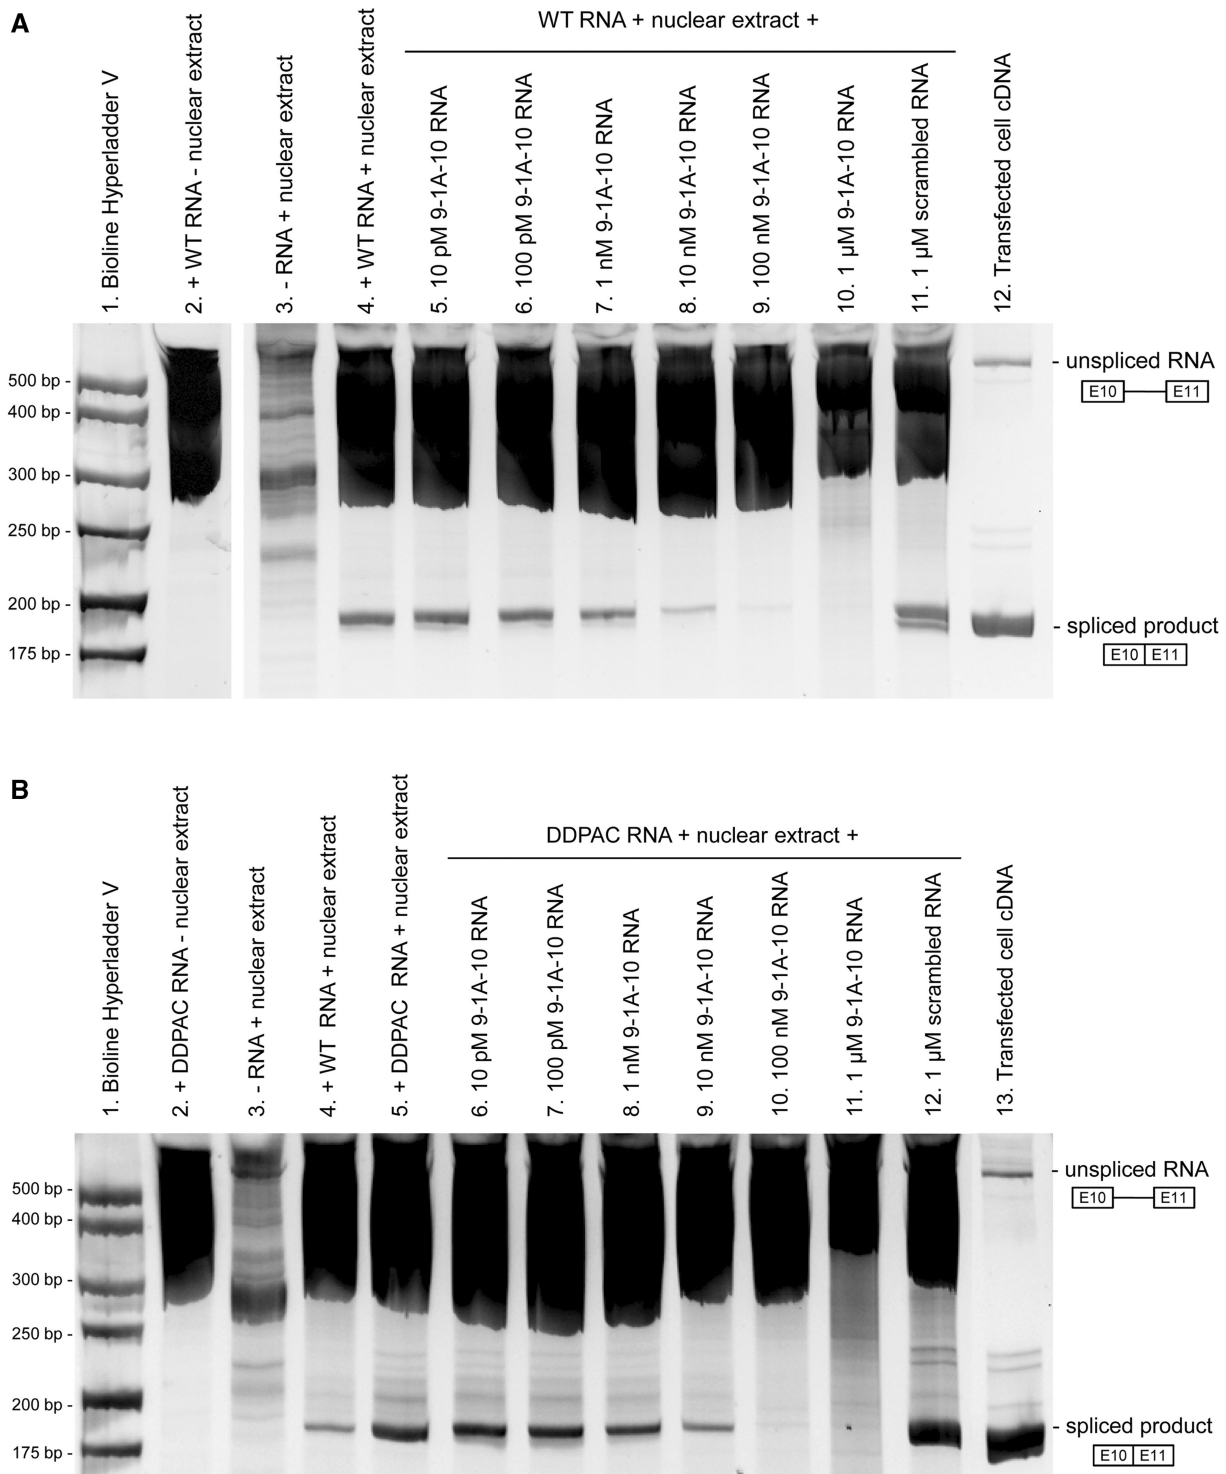 A
WT RNA + nuclear extract +
1. Bioline Hyperladder V
2. + WT RNA - nuclear extract
3. - RNA + nuclear extract
4. + WT RNA + nuclear extract
5. 10 pM 9-1A-10 RNA
6. 100 pM 9-1A-10 RNA
7. 1 nM 9-1A-10 RNA
8. 10 nM 9-1A-10 RNA
9. 100 nM 9-1A-10 RNA
10. 1 µM 9-1A-10 RNA
11. 1 µM scrambled RNA
12. Transfected cell cDNA
500 bp -
400 bp -
300 bp -
250 bp -
200 bp -
175 bp -
- unspliced RNA
E10 E11
- spliced product
E10 E11
B
DDPAC RNA + nuclear extract +
1. Bioline Hyperladder V
2. + DDPAC RNA - nuclear extract
3. - RNA + nuclear extract
4. + WT RNA + nuclear extract
5. + DDPAC RNA + nuclear extract
6. 10 pM 9-1A-10 RNA
7. 100 pM 9-1A-10 RNA
8. 1 nM 9-1A-10 RNA
9. 10 nM 9-1A-10 RNA
10. 100 nM 9-1A-10 RNA
11. 1 µM 9-1A-10 RNA
12. 1 µM scrambled RNA
13. Transfected cell cDNA
500 bp -
400 bp -
300 bp -
250 bp -
200 bp -
175 bp -
- unspliced RNA
E10 E11
- spliced product
E10 E11